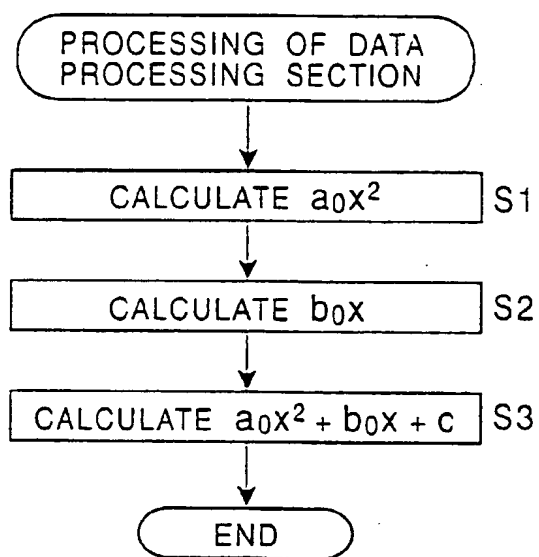 PROCESSING OF DATA
PROCESSING SECTION
CALCULATE a₀x² S1
CALCULATE b₀x S2
CALCULATE a₀x² + b₀x + c S3
END